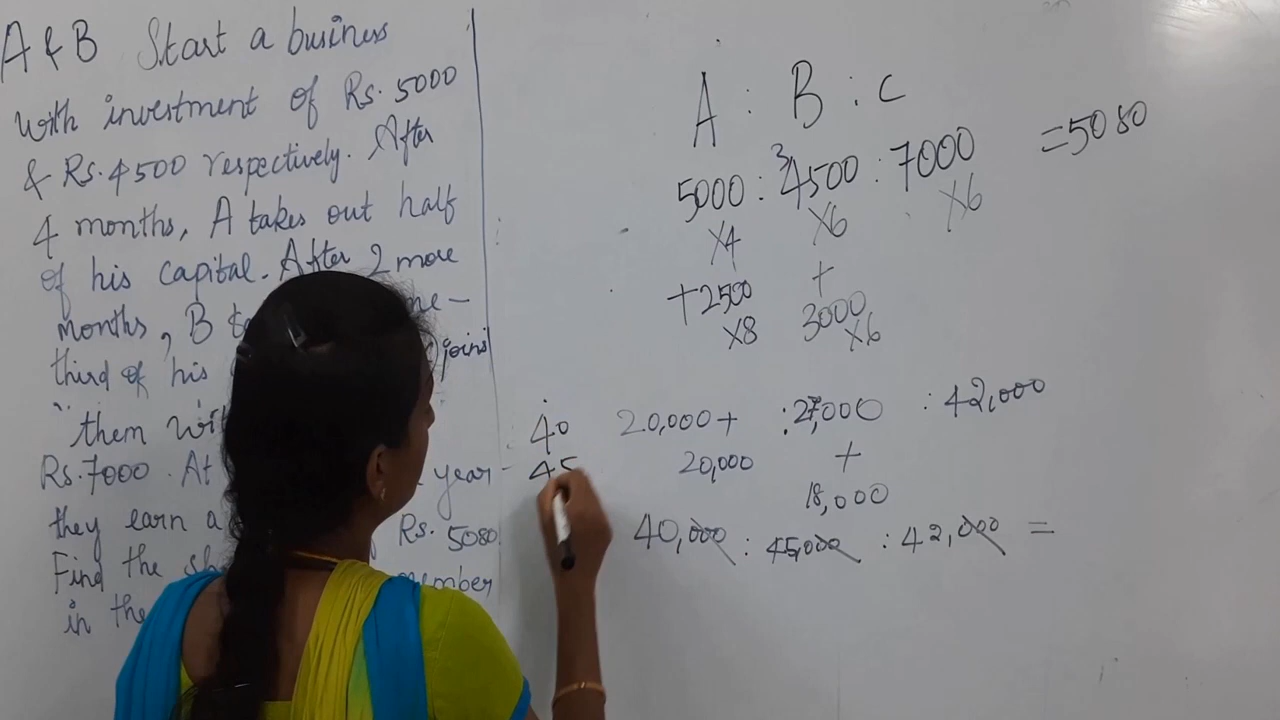 A & B Start a business
with investment of Rs. 5000
& Rs. 4500 respectively. After
4 months, A takes out half
of his capital. After 2 more
months, B
third of his joins
them
Rs. 7000. At year
they earn a Rs. 5080
Find the
in the
A : B : C
5000 : 4500 : 7000 = 5080
3
X4 X6 X6
+2500 +
X8 3000
X6
40 20,000 + : 27,000 : 42,000
45 20,000 +
18,000
40,000 : 45,000 : 42,000 =